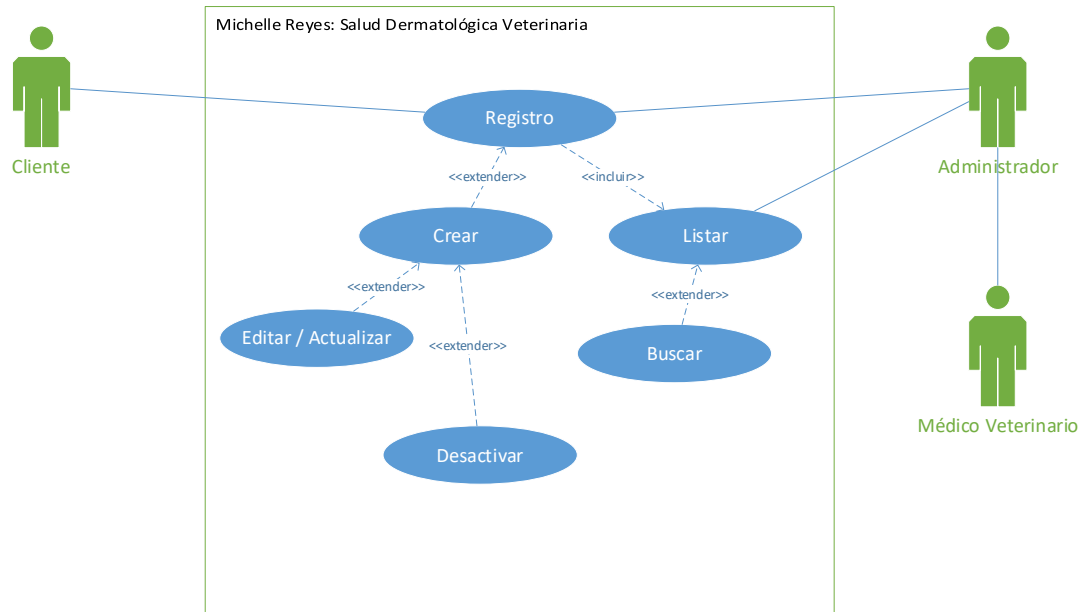 Michelle Reyes: Salud Dermatológica Veterinaria
Registro
Cliente
Administrador
<<extender>>
<<incluir>>
Crear
Listar
<<extender>>
<<extender>>
Editar / Actualizar
<<extender>>
Buscar
Médico Veterinario
Desactivar